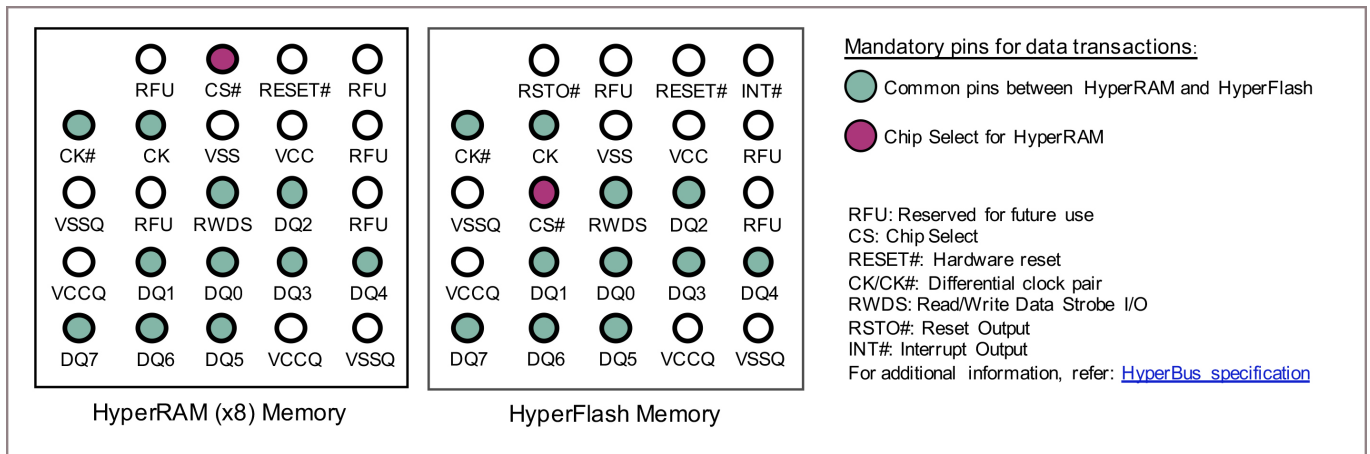 RFU CS# RESET# RFU
CK# CK VSS VCC RFU
VSSQ RFU RWDS DQ2 RFU
VCCQ DQ1 DQ0 DQ3 DQ4
DQ7 DQ6 DQ5 VCCQ VSSQ
HyperRAM (x8) Memory
RSTO# RFU RESET# INT#
CK# CK VSS VCC RFU
VSSQ CS# RWDS DQ2 RFU
VCCQ DQ1 DQ0 DQ3 DQ4
DQ7 DQ6 DQ5 VCCQ VSSQ
HyperFlash Memory
Mandatory pins for data transactions:
Common pins between HyperRAM and HyperFlash
Chip Select for HyperRAM
RFU: Reserved for future use
CS: Chip Select
RESET#: Hardware reset
CK/CK#: Differential clock pair
RWDS: Read/Write Data Strobe I/O
RSTO#: Reset Output
INT#: Interrupt Output
For additional information, refer: HyperBus specification